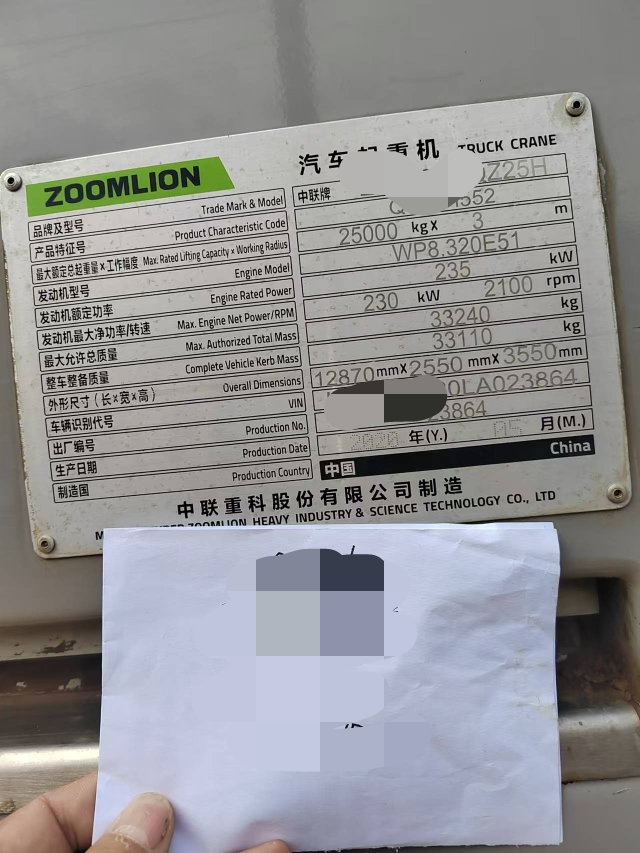 ZOOMLION 汽车起重机 TRUCK CRANE
品牌及型号 Trade Mark & Model 中联牌 QZ25H
产品特征号 Product Characteristic Code 552
最大额定总起重量×工作幅度 Max. Rated Lifting Capacity × Working Radius 25000 kg× 3 m
发动机型号 Engine Model WP8.320E51
发动机额定功率 Engine Rated Power 235 kW
发动机最大净功率/转速 Max. Engine Net Power/RPM 230 kW 2100 rpm
最大允许总质量 Max. Authorized Total Mass 33240 kg
整车整备质量 Complete Vehicle Kerb Mass 33110 kg
外形尺寸(长×宽×高) Overall Dimensions 12870mm×2550 mm×3550mm
车辆识别代号 VIN 0LA023864
出厂编号 Production No. 3864
生产日期 Production Date 2020 年(Y.) 05 月(M.)
制造国 Production Country 中国 China
中联重科股份有限公司制造
ZOOMLION HEAVY INDUSTRY & SCIENCE TECHNOLOGY CO., LTD